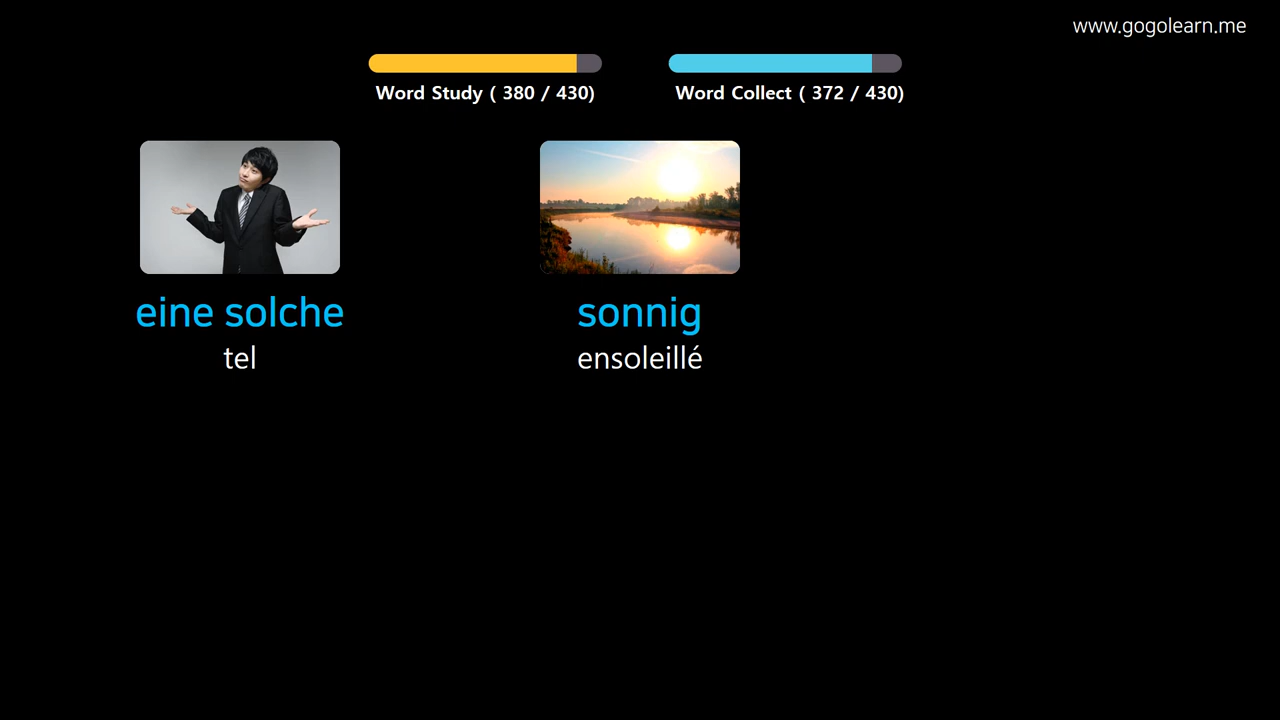 www.gogolearn.me
Word Study ( 380 / 430)
Word Collect ( 372 / 430)
eine solche
tel
sonnig
ensoleillé